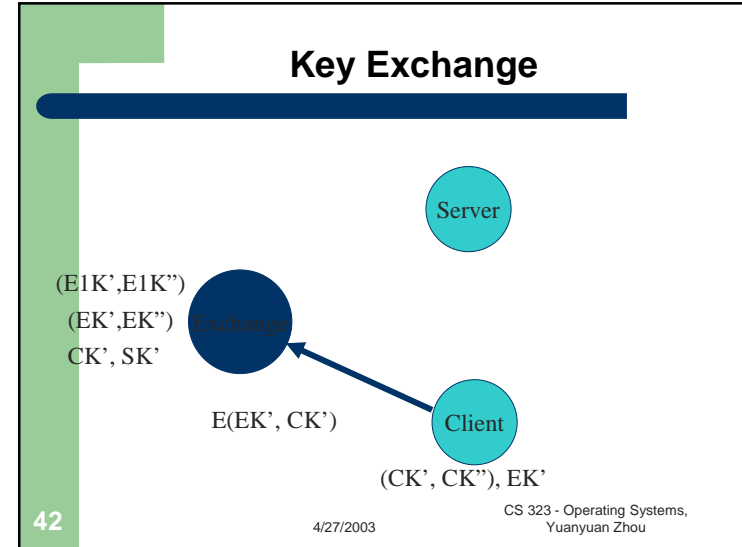 Key Exchange
Server
(E1K’,E1K”)
(EK’,EK”)
Exchange
CK’, SK’
E(EK’, CK’)
Client
(CK’, CK”), EK’
42
4/27/2003
CS 323 - Operating Systems,
Yuanyuan Zhou